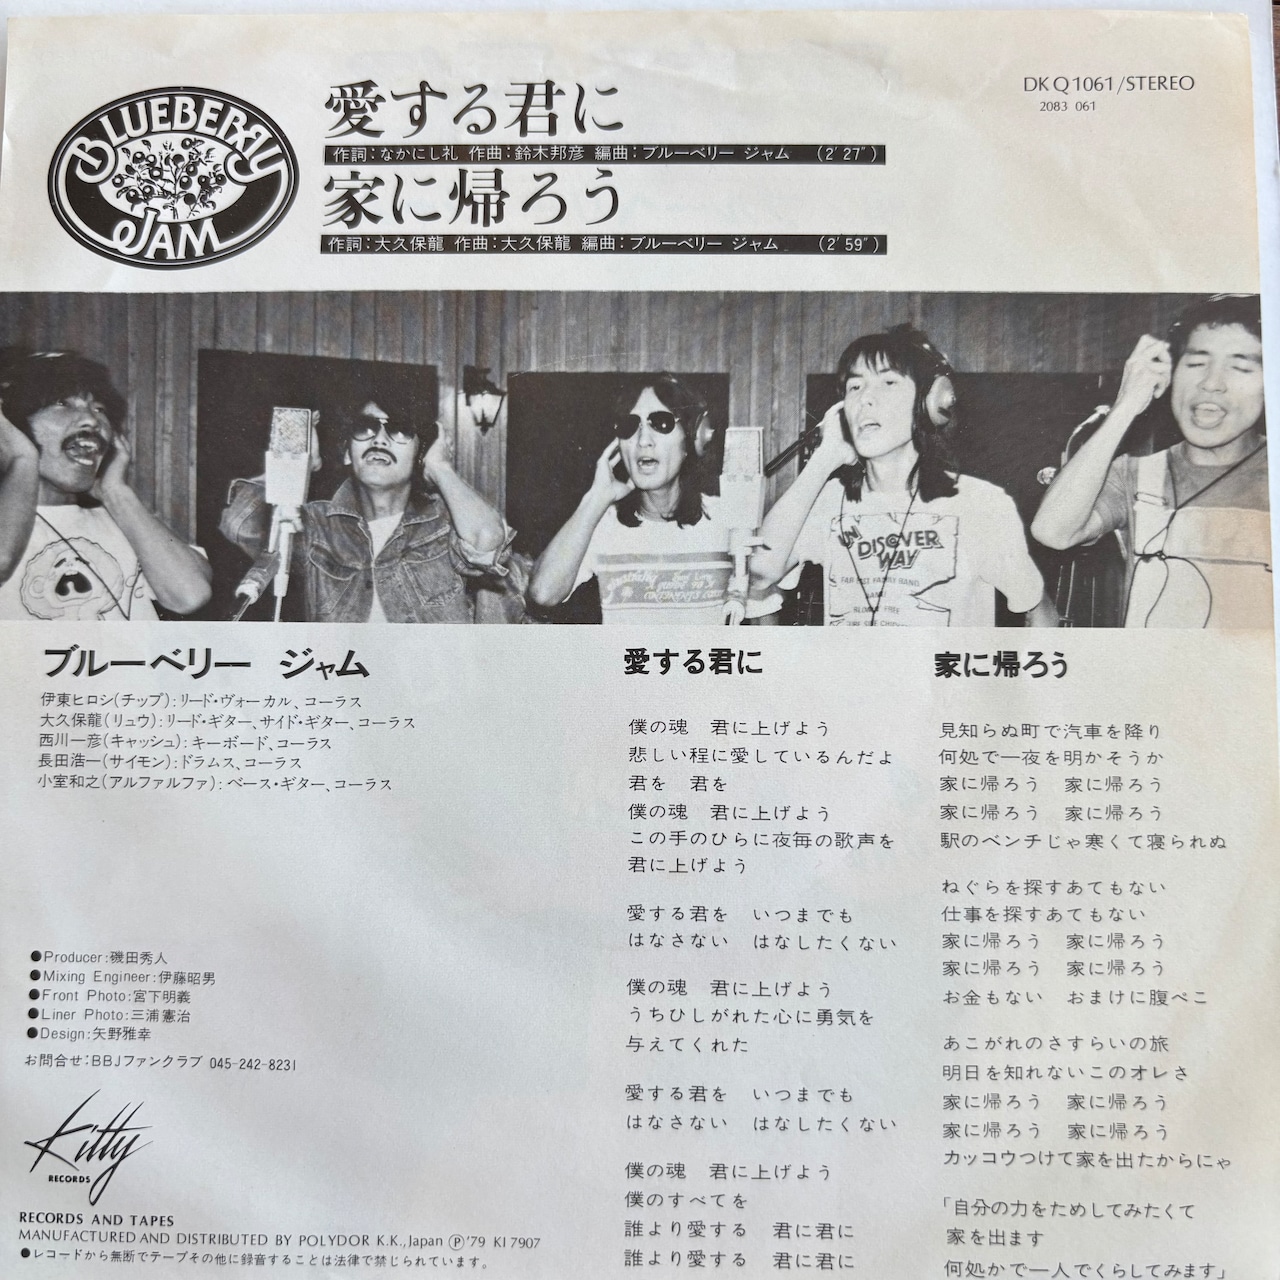 BLUEBERRY
JAM
愛する君に
作詞：なかにし礼 作曲：鈴木邦彦 編曲：ブルーベリー ジャム （2′27″）
家に帰ろう
作詞：大久保龍 作曲：大久保龍 編曲：ブルーベリー ジャム （2′59″）
DKQ1061/STEREO
2083 061
DISCOVER
WAY
FAR EAST FAMILY BAND
ブルーベリー ジャム
伊東ヒロシ(チップ)：リード・ヴォーカル、コーラス
大久保龍(リュウ)：リード・ギター、サイド・ギター、コーラス
西川一彦(キャッシュ)：キーボード、コーラス
長田浩一(サイモン)：ドラムス、コーラス
小室和之(アルファルファ)：ベース・ギター、コーラス
●Producer：磯田秀人
●Mixing Engineer：伊藤昭男
●Front Photo：宮下明義
●Liner Photo：三浦憲治
●Design：矢野雅幸
お問合せ：BBJファンクラブ 045-242-8231
Kitty
RECORDS
RECORDS AND TAPES
MANUFACTURED AND DISTRIBUTED BY POLYDOR K.K.,Japan Ⓟ'79 KI 7907
●レコードから無断でテープその他に録音することは法律で禁じられています。
愛する君に
僕の魂 君に上げよう
悲しい程に愛しているんだよ
君を 君を
僕の魂 君に上げよう
この手のひらに夜毎の歌声を
君に上げよう
愛する君を いつまでも
はなさない はなしたくない
僕の魂 君に上げよう
うちひしがれた心に勇気を
与えてくれた
愛する君を いつまでも
はなさない はなしたくない
僕の魂 君に上げよう
僕のすべてを
誰より愛する 君に君に
誰より愛する 君に君に
家に帰ろう
見知らぬ町で汽車を降り
何処で一夜を明かそうか
家に帰ろう 家に帰ろう
家に帰ろう 家に帰ろう
駅のベンチじゃ寒くて寝られぬ
ねぐらを探すあてもない
仕事を探すあてもない
家に帰ろう 家に帰ろう
家に帰ろう 家に帰ろう
お金もない おまけに腹ぺこ
あこがれのさすらいの旅
明日を知れないこのオレさ
家に帰ろう 家に帰ろう
家に帰ろう 家に帰ろう
カッコウつけて家を出たからにゃ
「自分の力をためしてみたくて
家を出ます
何処かで一人でくらしてみます」